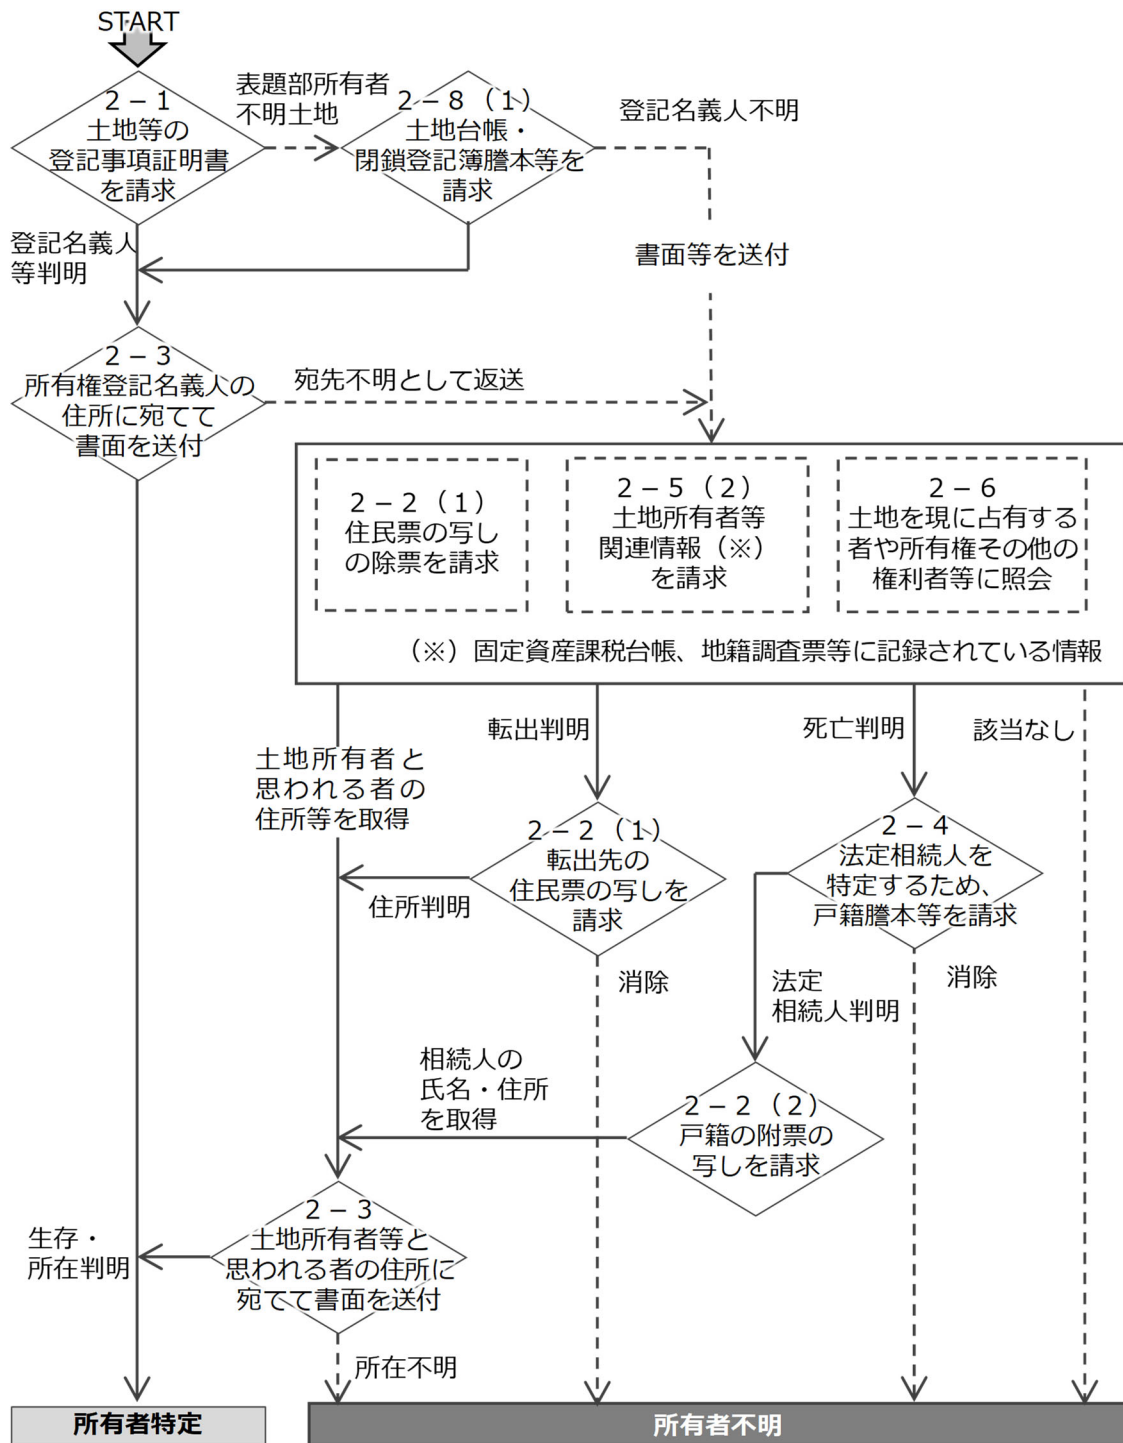 START
2－1
土地等の
登記事項証明書
を請求
表題部所有者
不明土地
2－8（1）
土地台帳・
閉鎖登記簿謄本等を
請求
登記名義人不明
登記名義人
等判明
書面等を送付
2－3
所有権登記名義人の
住所に宛てて
書面を送付
宛先不明として返送
2－2（1）
住民票の写し
の除票を請求
2－5（2）
土地所有者等
関連情報（※）
を請求
2－6
土地を現に占有する
者や所有権その他の
権利者等に照会
（※）固定資産課税台帳、地籍調査票等に記録されている情報
土地所有者と
思われる者の
住所等を取得
転出判明
死亡判明
該当なし
2－2（1）
転出先の
住民票の写しを
請求
2－4
法定相続人を
特定するため、
戸籍謄本等を請求
住所判明
消除
法定
相続人判明
消除
相続人の
氏名・住所
を取得
2－2（2）
戸籍の附票の
写しを請求
2－3
土地所有者等と
思われる者の住所に
宛てて書面を送付
生存・
所在判明
所在不明
所有者特定
所有者不明